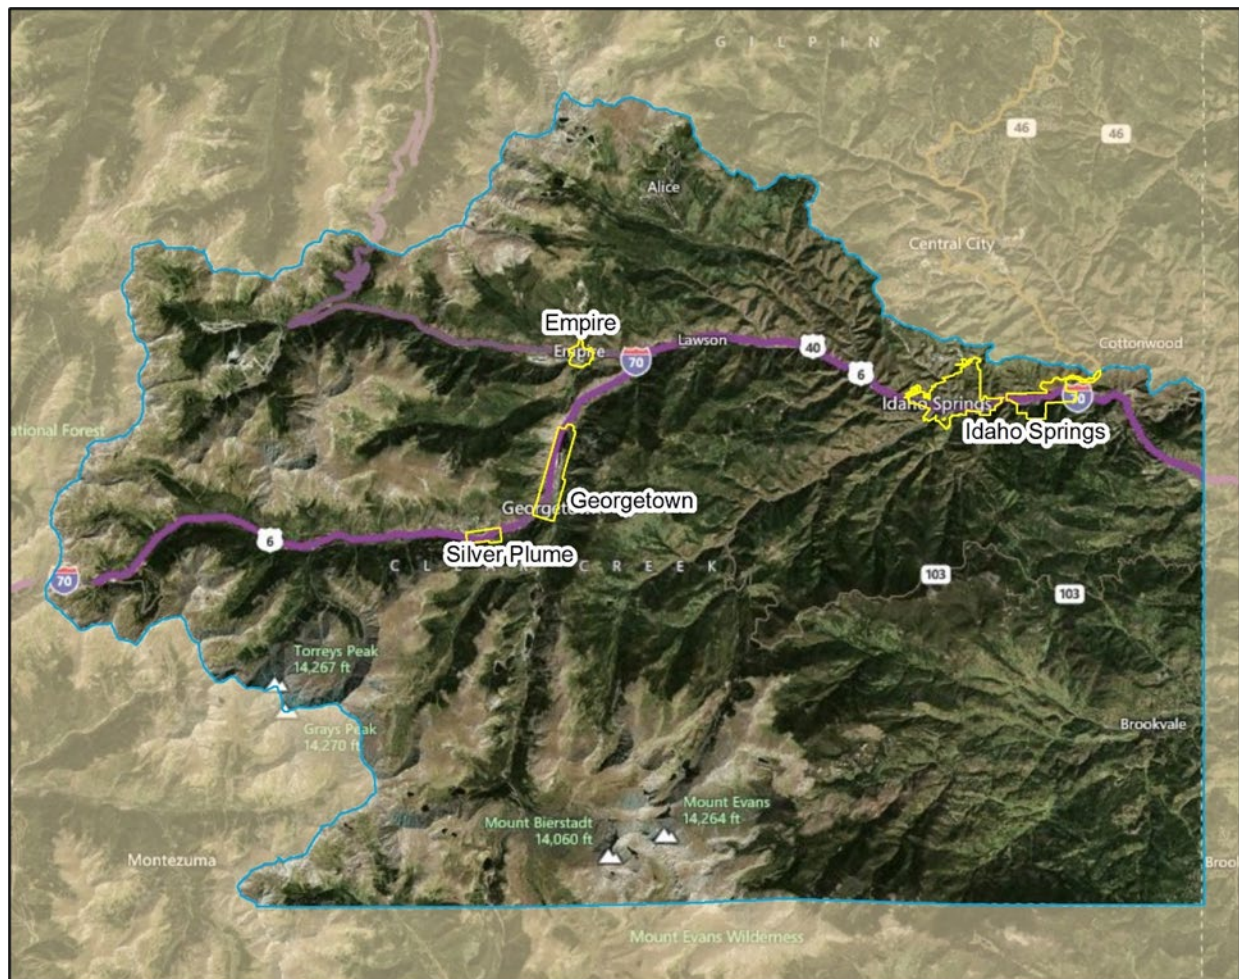 GILPIN
46
46
Alice
Central City
Empire
Empire
70
Lawson
40
6
Cottonwood
Idaho Springs
70
Idaho Springs
ational Forest
Georgetown
Georgetown
6
Silver Plume
CLEAR CREEK
70
103
103
Torreys Peak
14,267 ft
Grays Peak
14,270 ft
Brookvale
Mount Evans
14,264 ft
Mount Bierstadt
14,060 ft
Montezuma
Broo
Mount Evans Wilderness